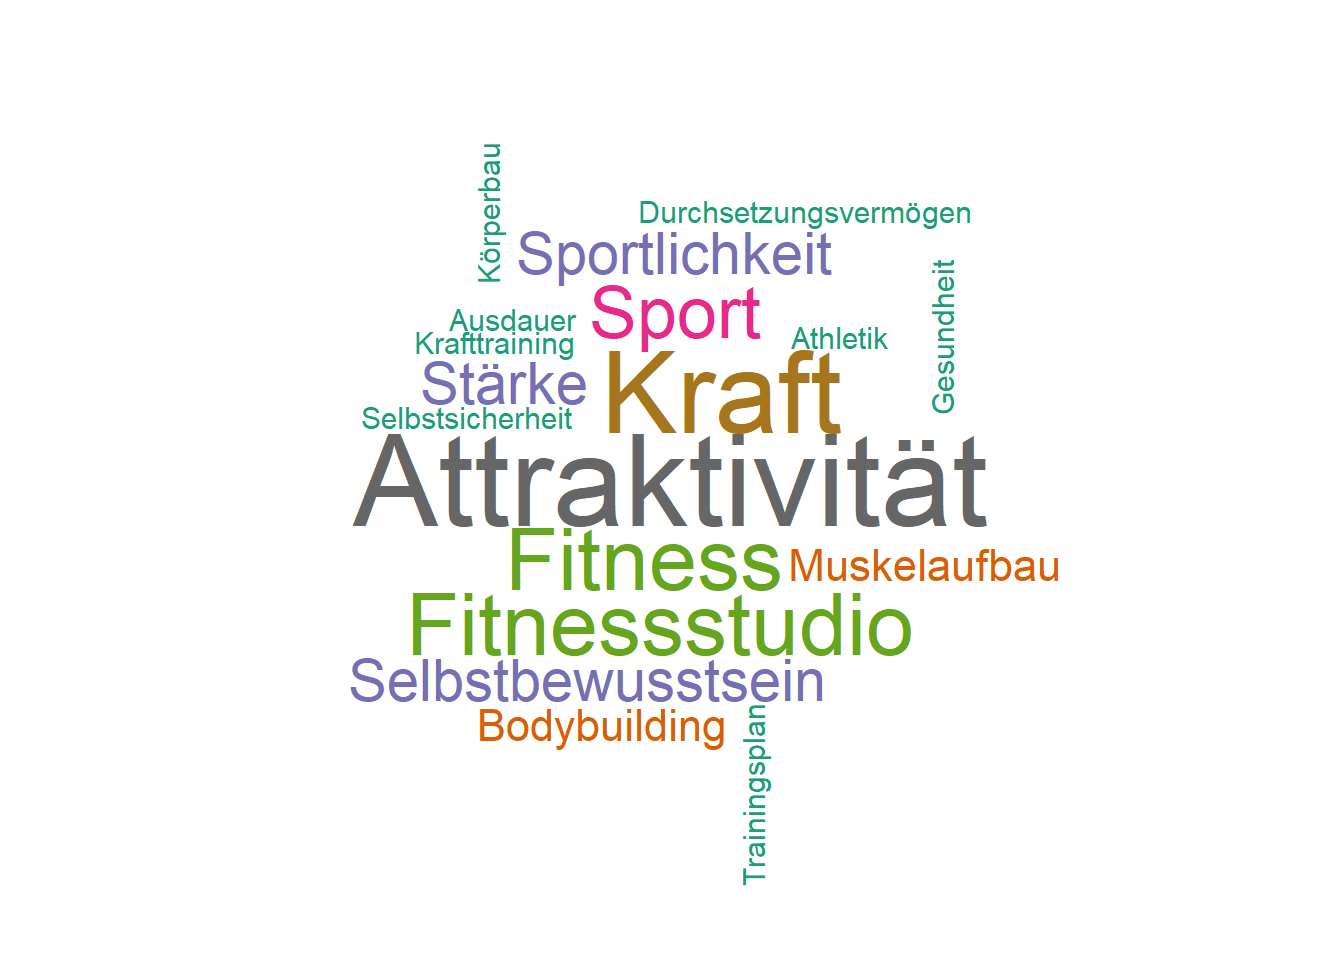 Körperbau
Durchsetzungsvermögen
Sportlichkeit
Gesundheit
Sport
Ausdauer
Athletik
Krafttraining
Stärke
Kraft
Selbstsicherheit
Attraktivität
Fitness
Muskelaufbau
Fitnessstudio
Selbstbewusstsein
Bodybuilding
Trainingsplan